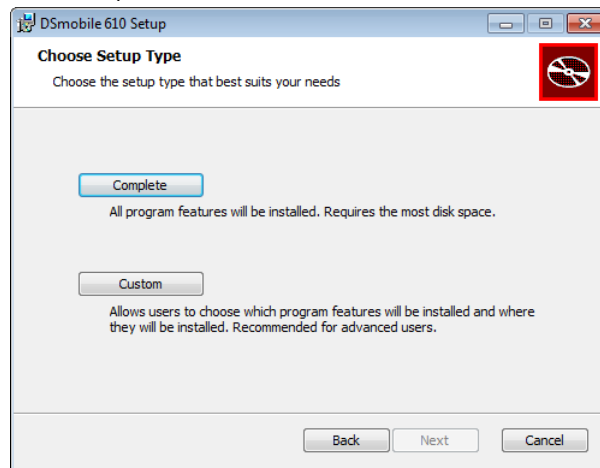 DSmobile 610 Setup
Choose Setup Type
Choose the setup type that best suits your needs
Complete
All program features will be installed. Requires the most disk space.
Custom
Allows users to choose which program features will be installed and where
they will be installed. Recommended for advanced users.
Back Next Cancel